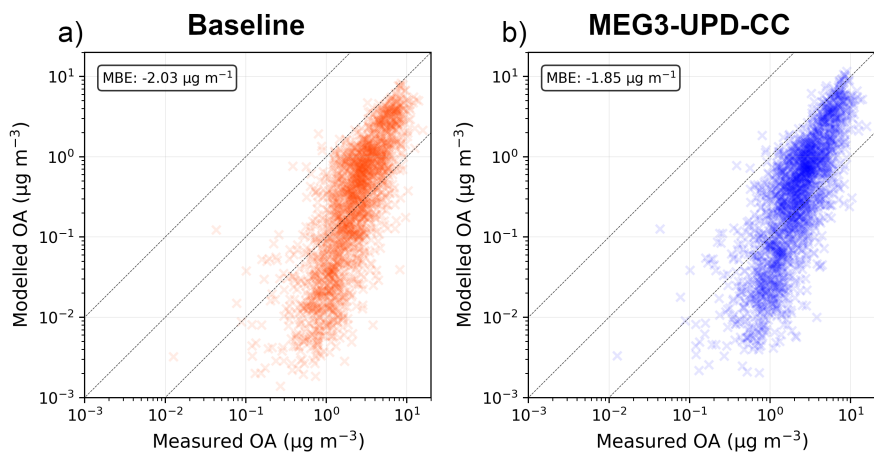 a) Baseline
MBE: -2.03 µg m⁻¹
10¹
10⁰
10⁻¹
10⁻²
10⁻³
Modelled OA (µg m⁻³)
10⁻³ 10⁻² 10⁻¹ 10⁰ 10¹
Measured OA (µg m⁻³)
b) MEG3-UPD-CC
MBE: -1.85 µg m⁻¹
10¹
10⁰
10⁻¹
10⁻²
10⁻³
Modelled OA (µg m⁻³)
10⁻³ 10⁻² 10⁻¹ 10⁰ 10¹
Measured OA (µg m⁻³)